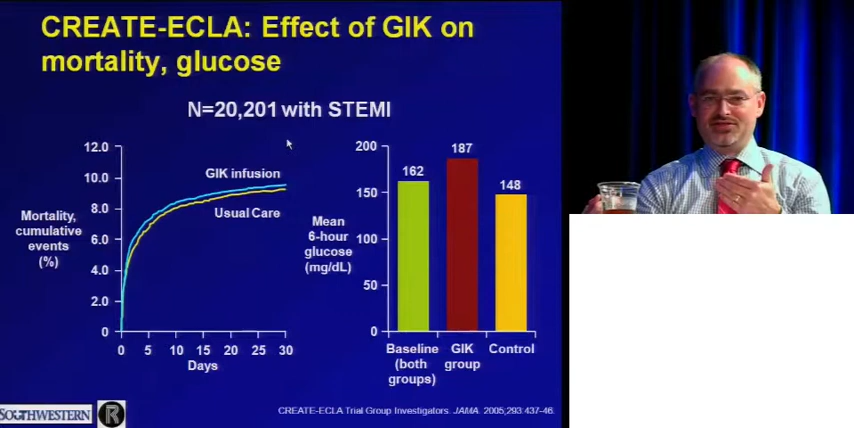 CREATE-ECLA: Effect of GIK on
mortality, glucose
N=20,201 with STEMI
12.0
10.0
8.0
6.0
4.0
2.0
0
Mortality,
cumulative
events
(%)
GIK infusion
Usual Care
0 5 10 15 20 25 30
Days
200
150
100
50
0
Mean
6-hour
glucose
(mg/dL)
162
187
148
Baseline
(both
groups)
GIK
group
Control
CREATE-ECLA Trial Group Investigators. JAMA. 2005;293:437-46.
SOUTHWESTERN
R